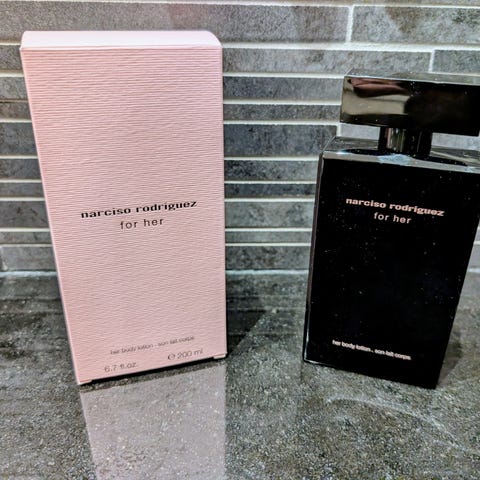 narciso rodriguez
for her
her body lotion . son lait corps
6.7 fl.oz. ℮ 200 ml
narciso rodriguez
for her
her body lotion . son lait corps